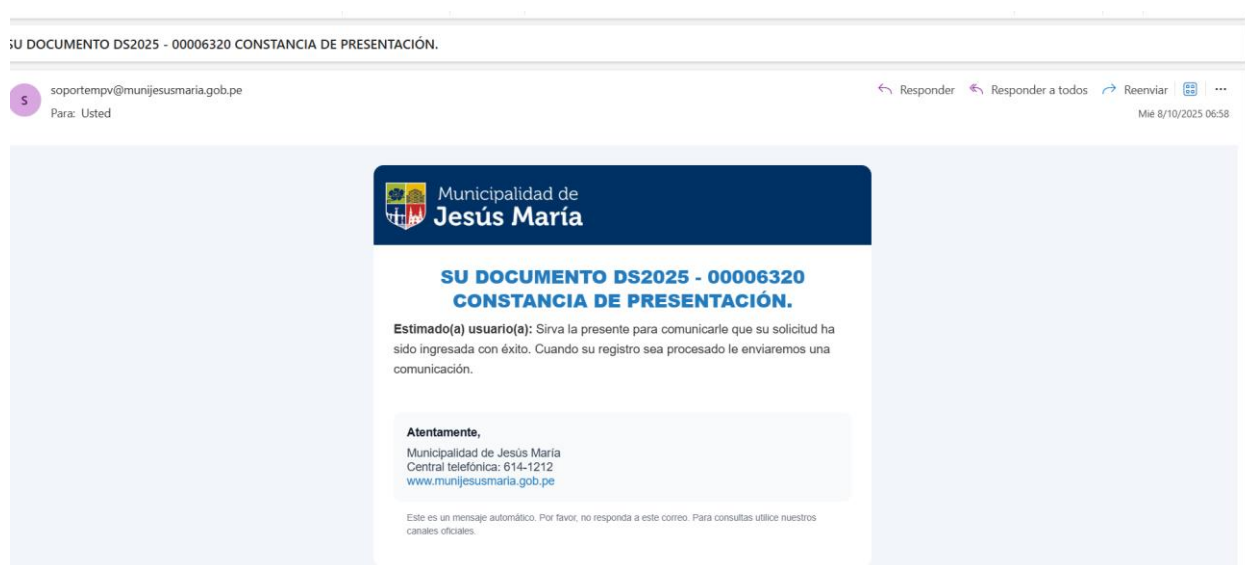 SU DOCUMENTO DS2025 - 00006320 CONSTANCIA DE PRESENTACIÓN.
S
soportempv@munijesusmaria.gob.pe
Para: Usted
Responder Responder a todos Reenviar
Mié 8/10/2025 06:58
Municipalidad de
Jesús María
SU DOCUMENTO DS2025 - 00006320
CONSTANCIA DE PRESENTACIÓN.
Estimado(a) usuario(a): Sirva la presente para comunicarle que su solicitud ha
sido ingresada con éxito. Cuando su registro sea procesado le enviaremos una
comunicación.
Atentamente,
Municipalidad de Jesús María
Central telefónica: 614-1212
www.munijesusmaria.gob.pe
Este es un mensaje automático. Por favor, no responda a este correo. Para consultas utilice nuestros
canales oficiales.